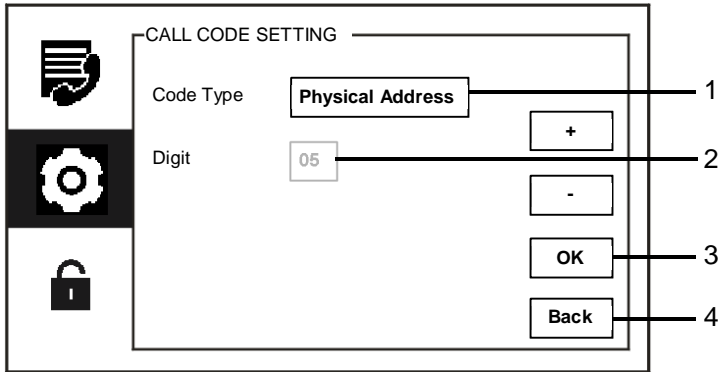 CALL CODE SETTING
Code Type Physical Address 1
+
Digit 05 2
-
OK 3
Back 4